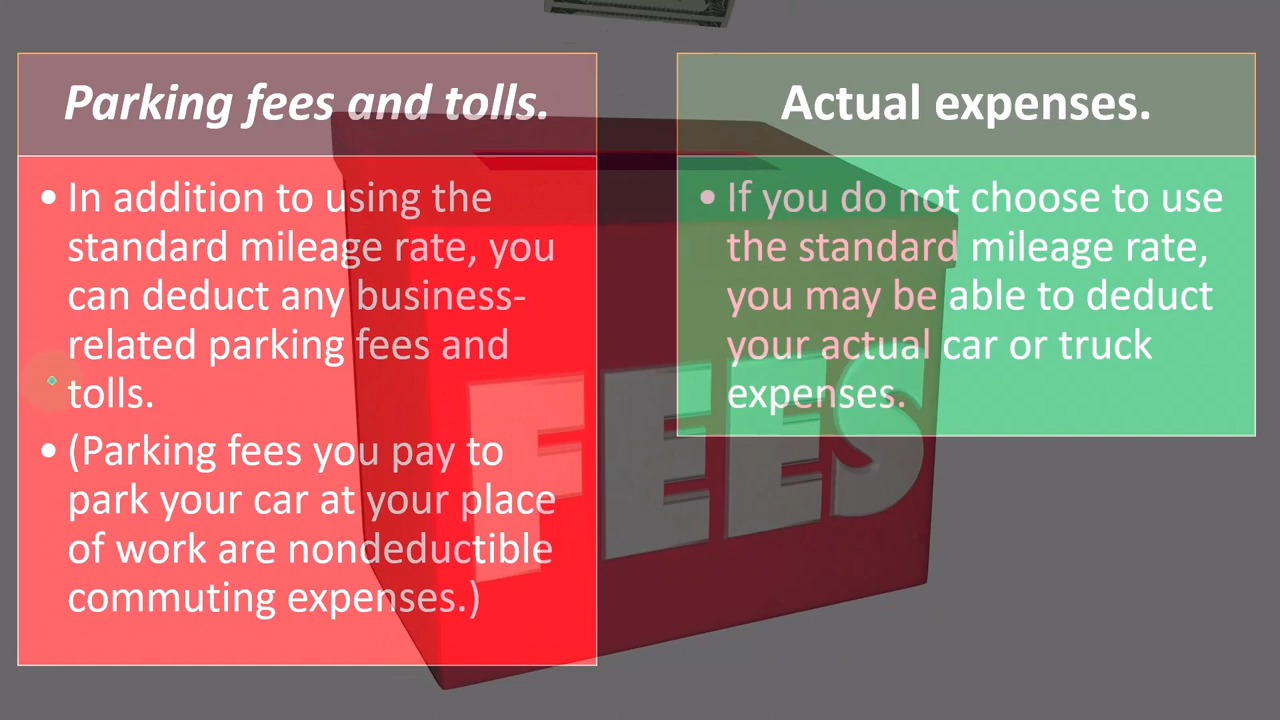 Parking fees and tolls.
• In addition to using the
standard mileage rate, you
can deduct any business-
related parking fees and
tolls.
• (Parking fees you pay to
park your car at your place
of work are nondeductible
commuting expenses.)
Actual expenses.
• If you do not choose to use
the standard mileage rate,
you may be able to deduct
your actual car or truck
expenses.
FEES